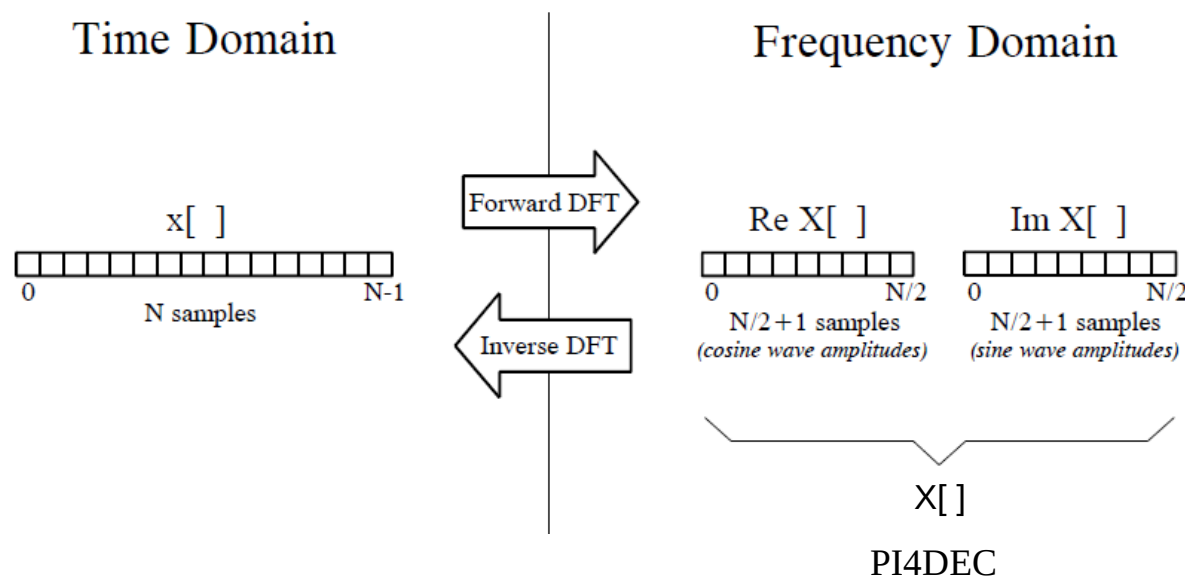 Time Domain
Frequency Domain
Forward DFT
x[ ]
Re X[ ]
Im X[ ]
0
N-1
N samples
0
N/2
0
N/2
N/2+1 samples
N/2+1 samples
(cosine wave amplitudes)
(sine wave amplitudes)
Inverse DFT
X[ ]
PI4DEC